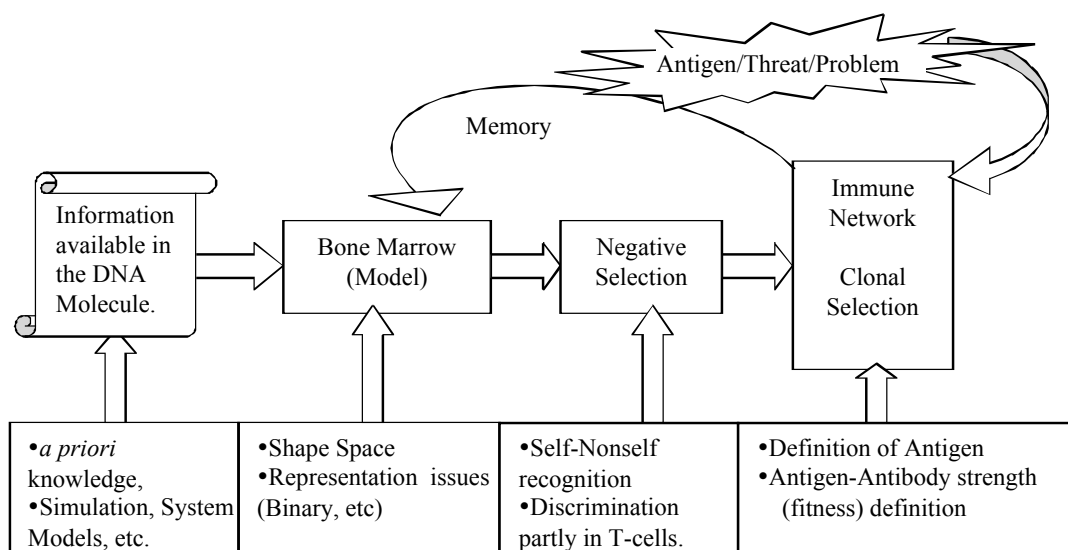 Antigen/Threat/Problem
Memory
Information
available in
the DNA
Molecule.
Bone Marrow
(Model)
Negative
Selection
Immune
Network
Clonal
Selection
•a priori
knowledge,
•Simulation, System
Models, etc.
•Shape Space
•Representation issues
(Binary, etc)
•Self-Nonself
recognition
•Discrimination
partly in T-cells.
•Definition of Antigen
•Antigen-Antibody strength
(fitness) definition